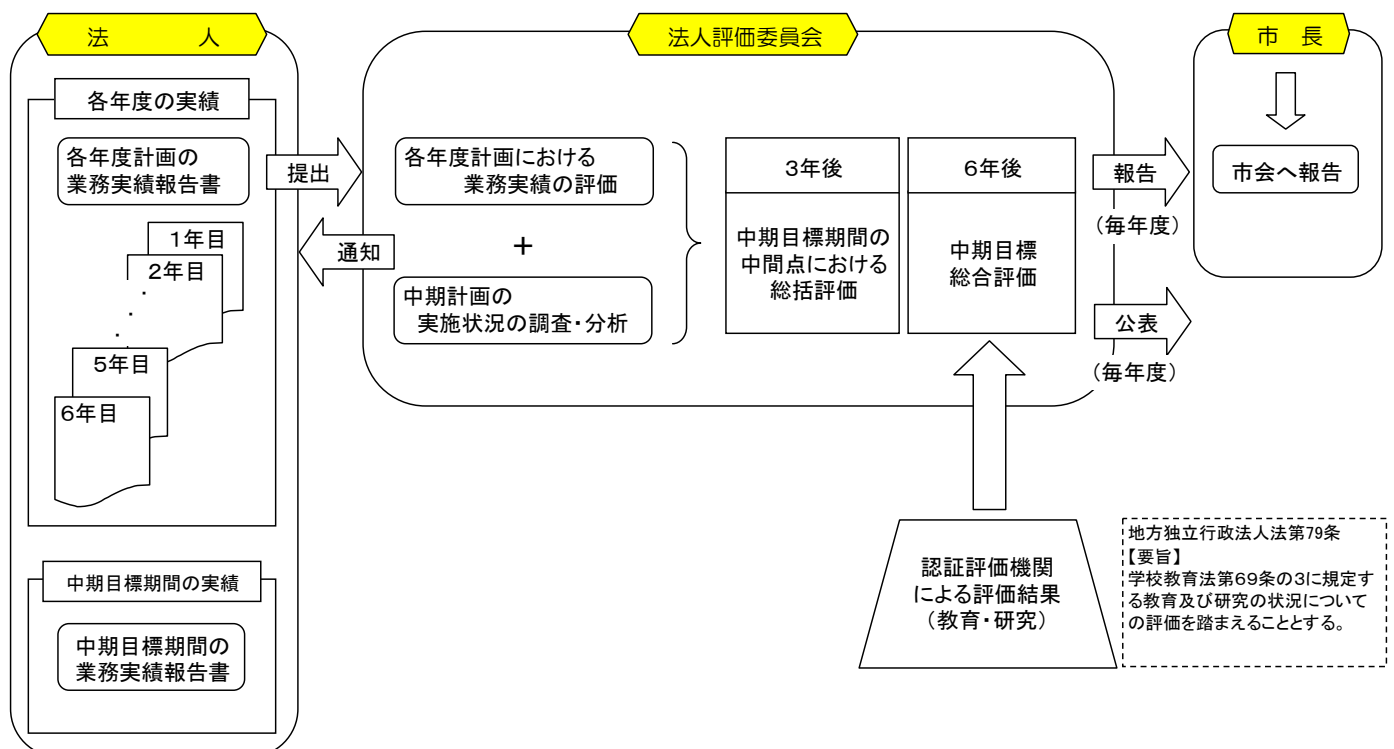 法　　　人
各年度の実績
各年度計画の
業務実績報告書
1年目
2年目
・
・
・
5年目
6年目
中期目標期間の実績
中期目標期間の
業務実績報告書
提出
通知
法人評価委員会
各年度計画における
業務実績の評価
＋
中期計画の
実施状況の調査・分析
3年後
中期目標期間の
中間点における
総括評価
6年後
中期目標
総合評価
報告
（毎年度）
公表
（毎年度）
市　長
市会へ報告
認証評価機関
による評価結果
（教育・研究）
地方独立行政法人法第79条
【要旨】
学校教育法第69条の3に規定す
る教育及び研究の状況について
の評価を踏まえることとする。